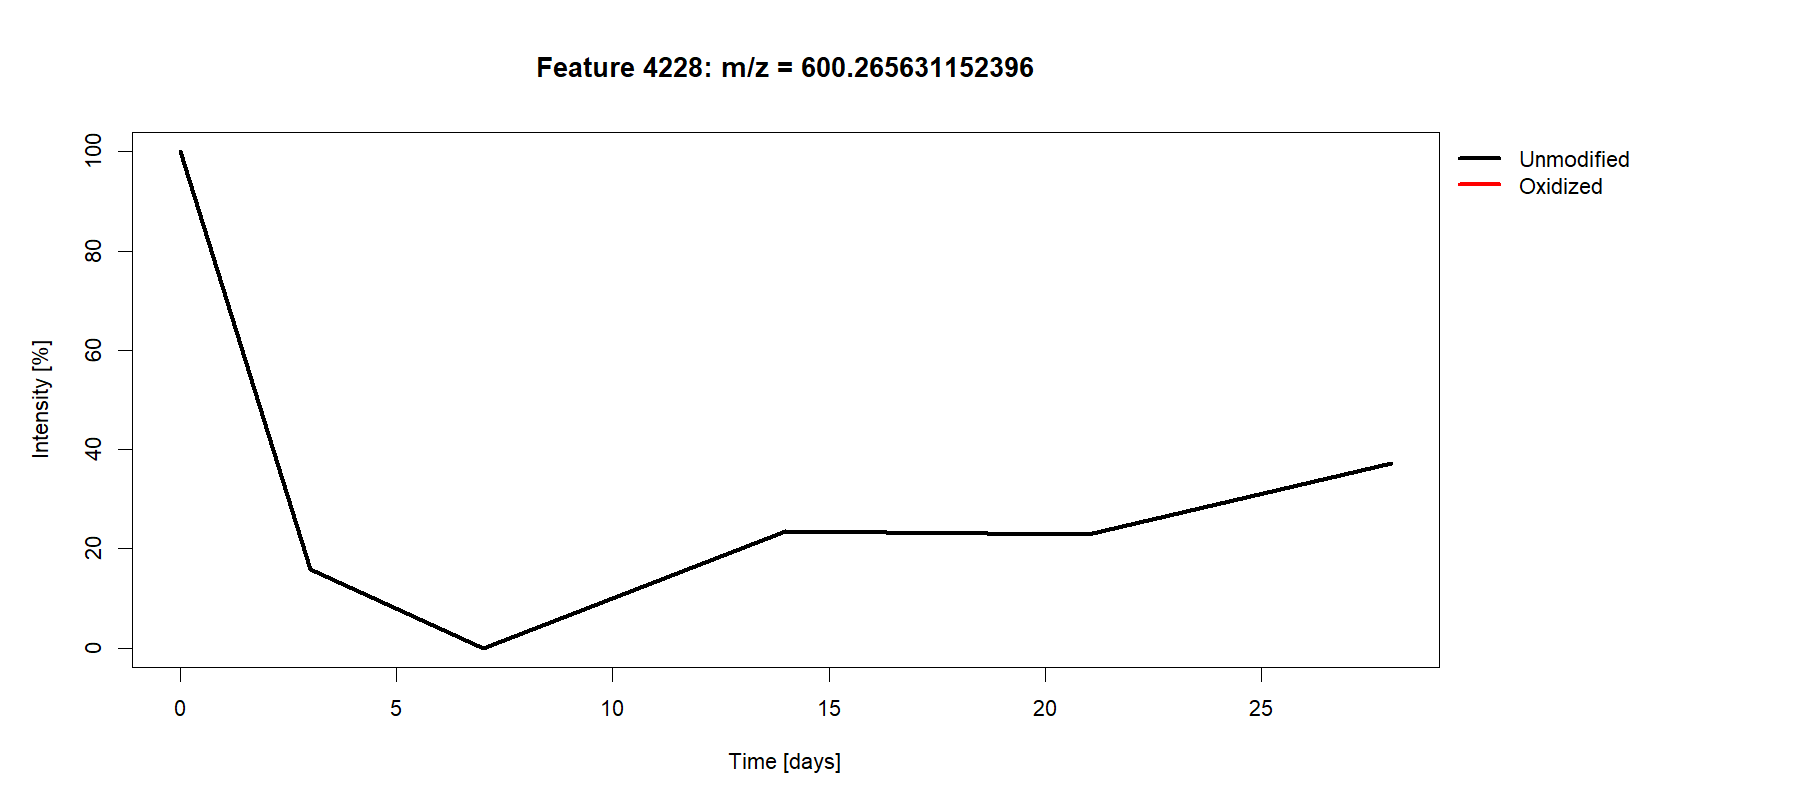 Feature 4228: m/z = 600.265631152396
Unmodified
Oxidized
Intensity [%]
100
80
60
40
20
0
0 5 10 15 20 25
Time [days]